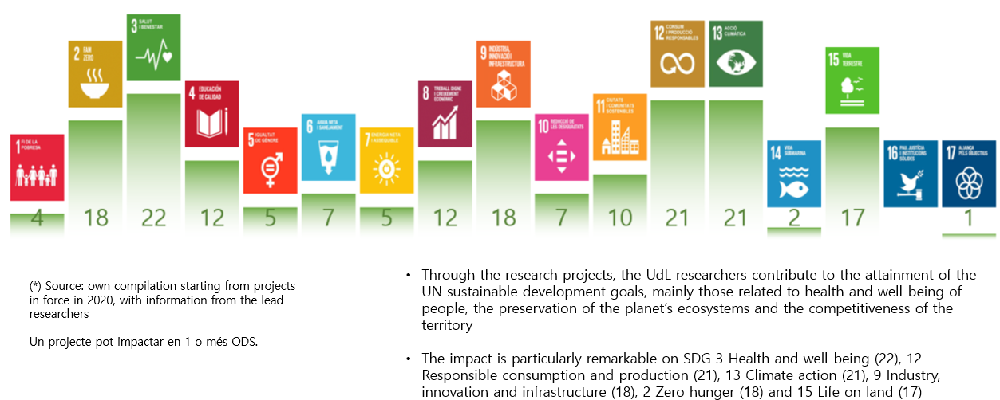 1 FI DE LA
POBRESA
2 FAM
ZERO
3 SALUT
I BENESTAR
4 EDUCACIÓN
DE CALIDAD
5 IGUALTAT
DE GÈNERE
6 AIGUA NETA
I SANEJAMENT
7 ENERGIA NETA
I ASSEQUIBLE
8 TREBALL DIGNE
I CREIXEMENT
ECONÒMIC
9 INDÚSTRIA,
INNOVACIÓ I
INFRAESTRUCTURA
10 REDUCCIÓ DE
LES DESIGUALTATS
11 CIUTATS
I COMUNITATS
SOSTENIBLES
12 CONSUM
I PRODUCCIÓ
RESPONSABLES
13 ACCIÓ
CLIMÀTICA
14 VIDA
SUBMARINA
15 VIDA
TERRESTRE
16 PAU, JUSTÍCIA
I INSTITUCIONS
SÒLIDES
17 ALIANÇA
PELS OBJECTIUS
4 18 22 12 5 7 5 12 18 7 10 21 21 2 17 1
(*) Source: own compilation starting from projects
in force in 2020, with information from the lead
researchers
Un projecte pot impactar en 1 o més ODS.
• Through the research projects, the UdL researchers contribute to the attainment of the
UN sustainable development goals, mainly those related to health and well-being of
people, the preservation of the planet's ecosystems and the competitiveness of the
territory
• The impact is particularly remarkable on SDG 3 Health and well-being (22), 12
Responsible consumption and production (21), 13 Climate action (21), 9 Industry,
innovation and infrastructure (18), 2 Zero hunger (18) and 15 Life on land (17)